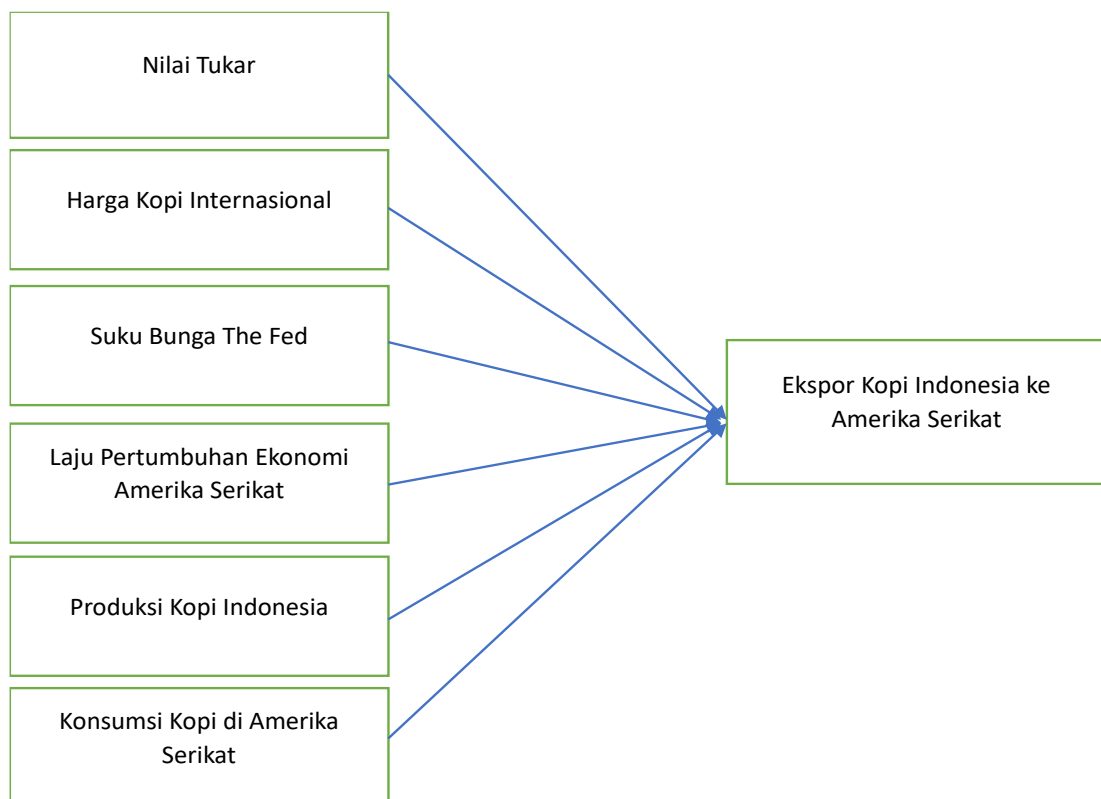 Nilai Tukar
Harga Kopi Internasional
Suku Bunga The Fed
Laju Pertumbuhan Ekonomi
Amerika Serikat
Produksi Kopi Indonesia
Konsumsi Kopi di Amerika
Serikat
Ekspor Kopi Indonesia ke
Amerika Serikat